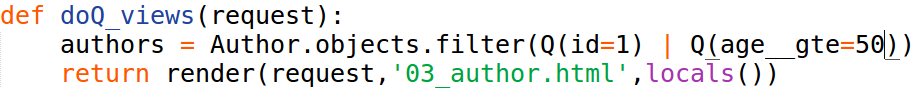 def doQ_views(request):
    authors = Author.objects.filter(Q(id=1) | Q(age__gte=50))
    return render(request,'03_author.html',locals())